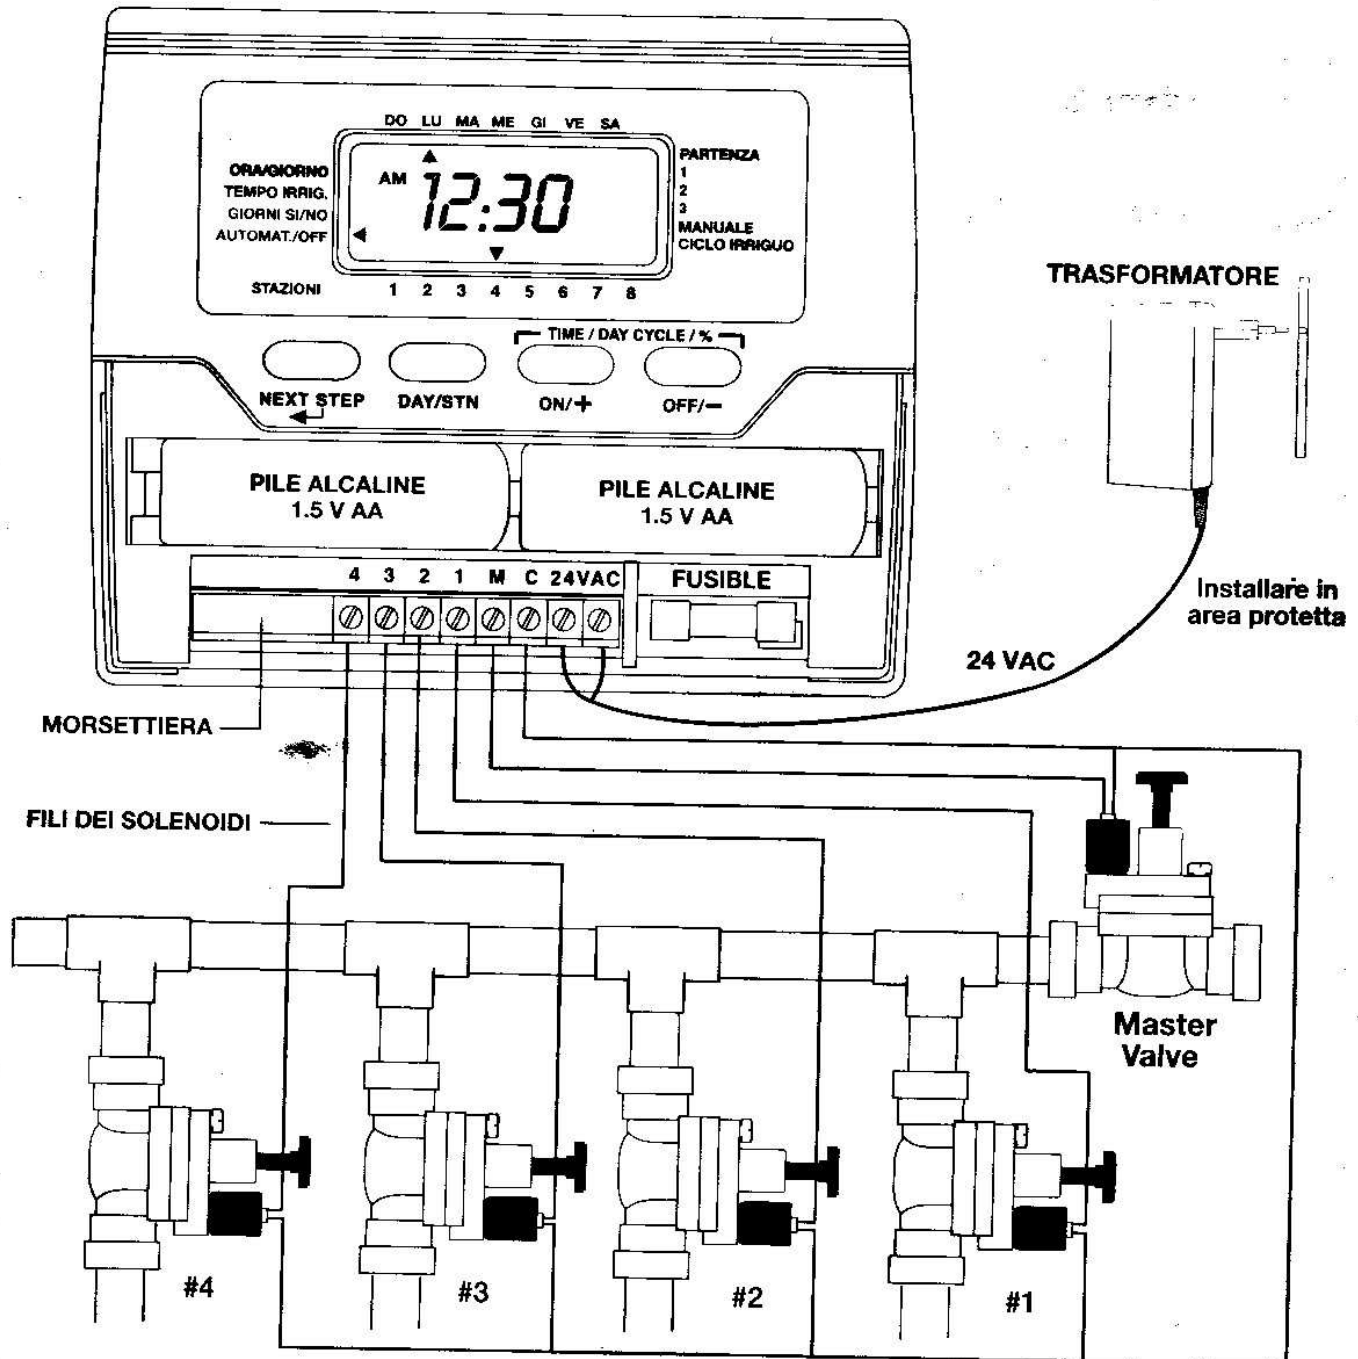 DO LU MA ME GI VE SA
ORA/GIORNO
TEMPO IRRIG.
GIORNI SI/NO
AUTOMAT./OFF
AM 12:30
PARTENZA
1
2
3
MANUALE
CICLO IRRIGUO
STAZIONI 1 2 3 4 5 6 7 8
TIME / DAY CYCLE / %
NEXT STEP DAY/STN ON/+ OFF/−
TRASFORMATORE
PILE ALCALINE
1.5 V AA
PILE ALCALINE
1.5 V AA
4 3 2 1 M C 24VAC
FUSIBLE
Installare in
area protetta
24 VAC
MORSETTIERA
FILI DEI SOLENOIDI
Master
Valve
#4 #3 #2 #1